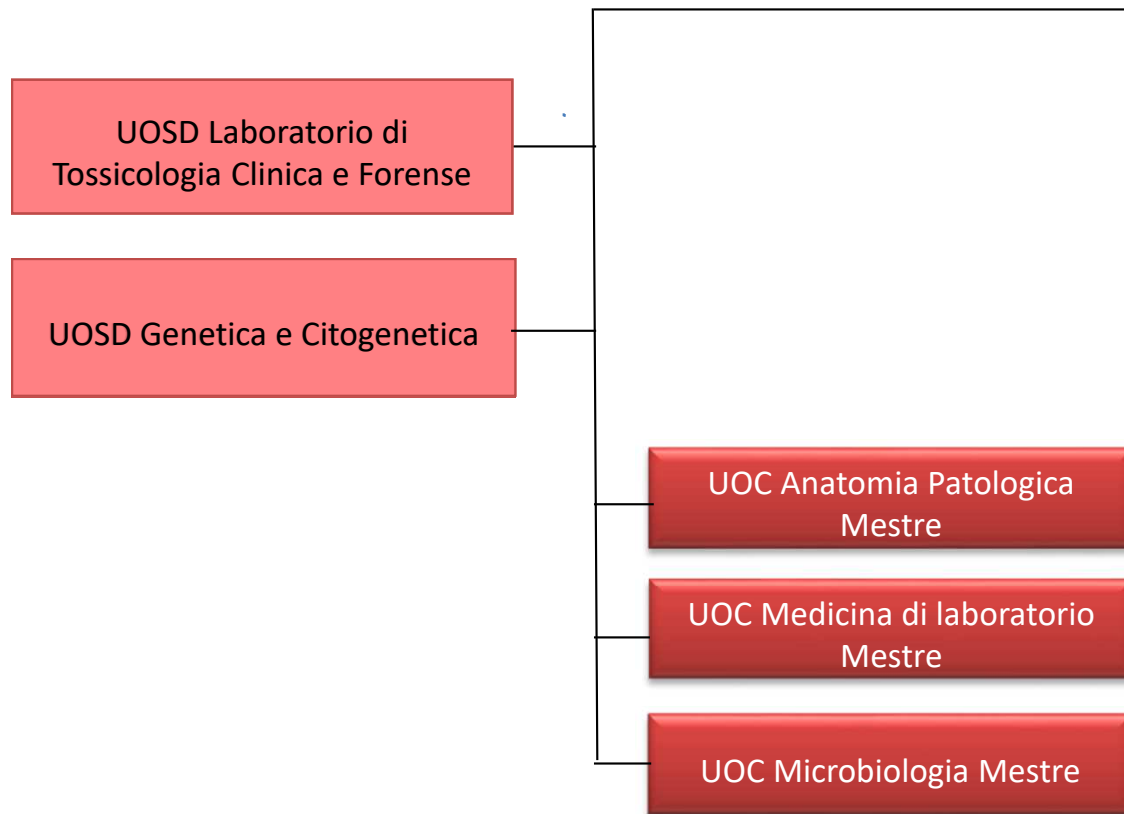 UOSD Laboratorio di
Tossicologia Clinica e Forense
UOSD Genetica e Citogenetica
UOC Anatomia Patologica
Mestre
UOC Medicina di laboratorio
Mestre
UOC Microbiologia Mestre